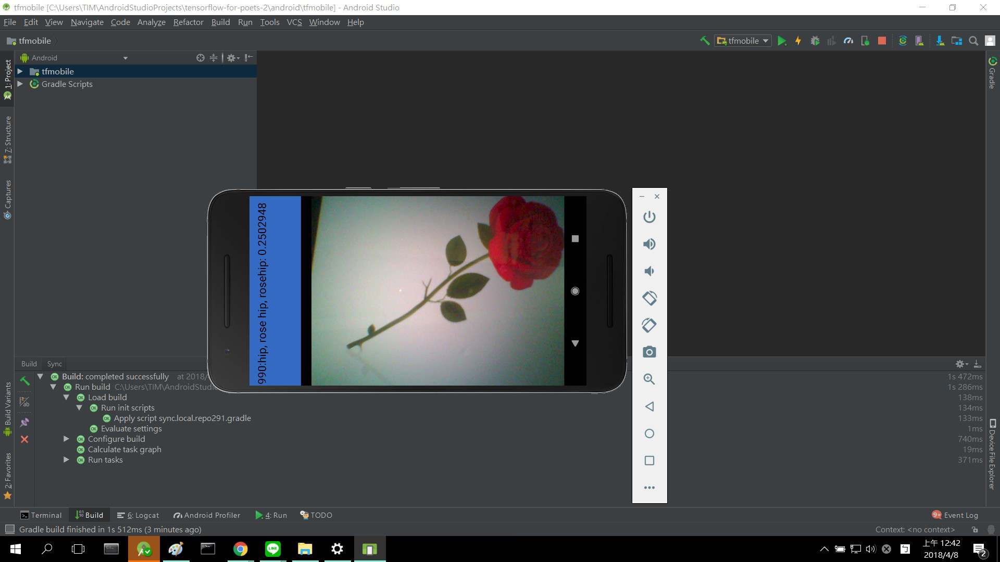 tfmobile [C:\Users\TIM\AndroidStudioProjects\tensorflow-for-poets-2\android\tfmobile] - Android Studio
File Edit View Navigate Code Analyze Refactor Build Run Tools VCS Window Help
tfmobile
tfmobile
Android
tfmobile
Gradle Scripts
1: Project
Z: Structure
Captures
Build Variants
2: Favorites
Gradle
Device File Explorer
990:hip, rose hip, rosehip: 0.2502948
Build Sync
Build: completed successfully at 2018/
1s 472ms
Run build C:\Users\TIM\AndroidStudio
1s 286ms
Load build
138ms
Run init scripts
134ms
Apply script sync.local.repo291.gradle
133ms
Evaluate settings
1ms
Configure build
740ms
Calculate task graph
19ms
Run tasks
371ms
Terminal Build 6: Logcat Android Profiler 4: Run TODO
9+ Event Log
Gradle build finished in 1s 512ms (3 minutes ago)
Context: <no context>
LINE
上午 12:42
2018/4/8
2